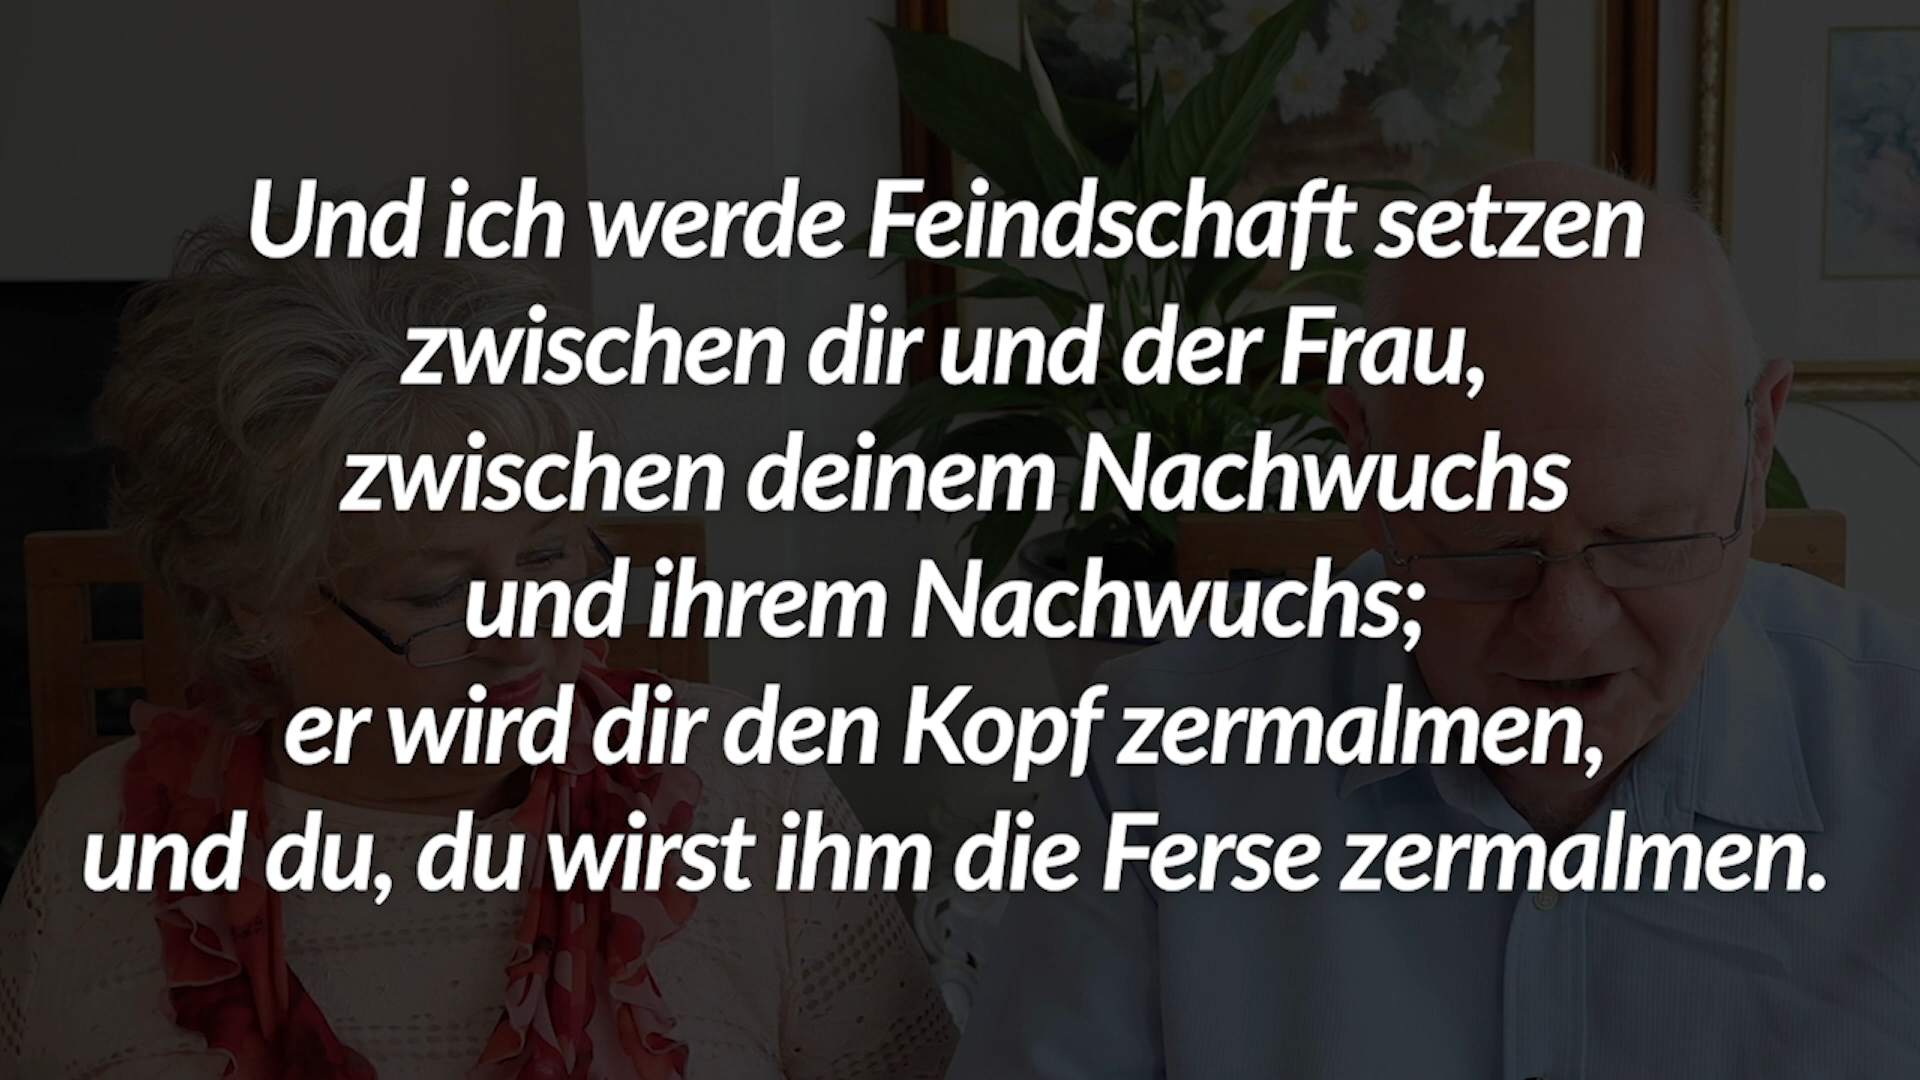 Und ich werde Feindschaft setzen
zwischen dir und der Frau,
zwischen deinem Nachwuchs
und ihrem Nachwuchs;
er wird dir den Kopf zermalmen,
und du, du wirst ihm die Ferse zermalmen.